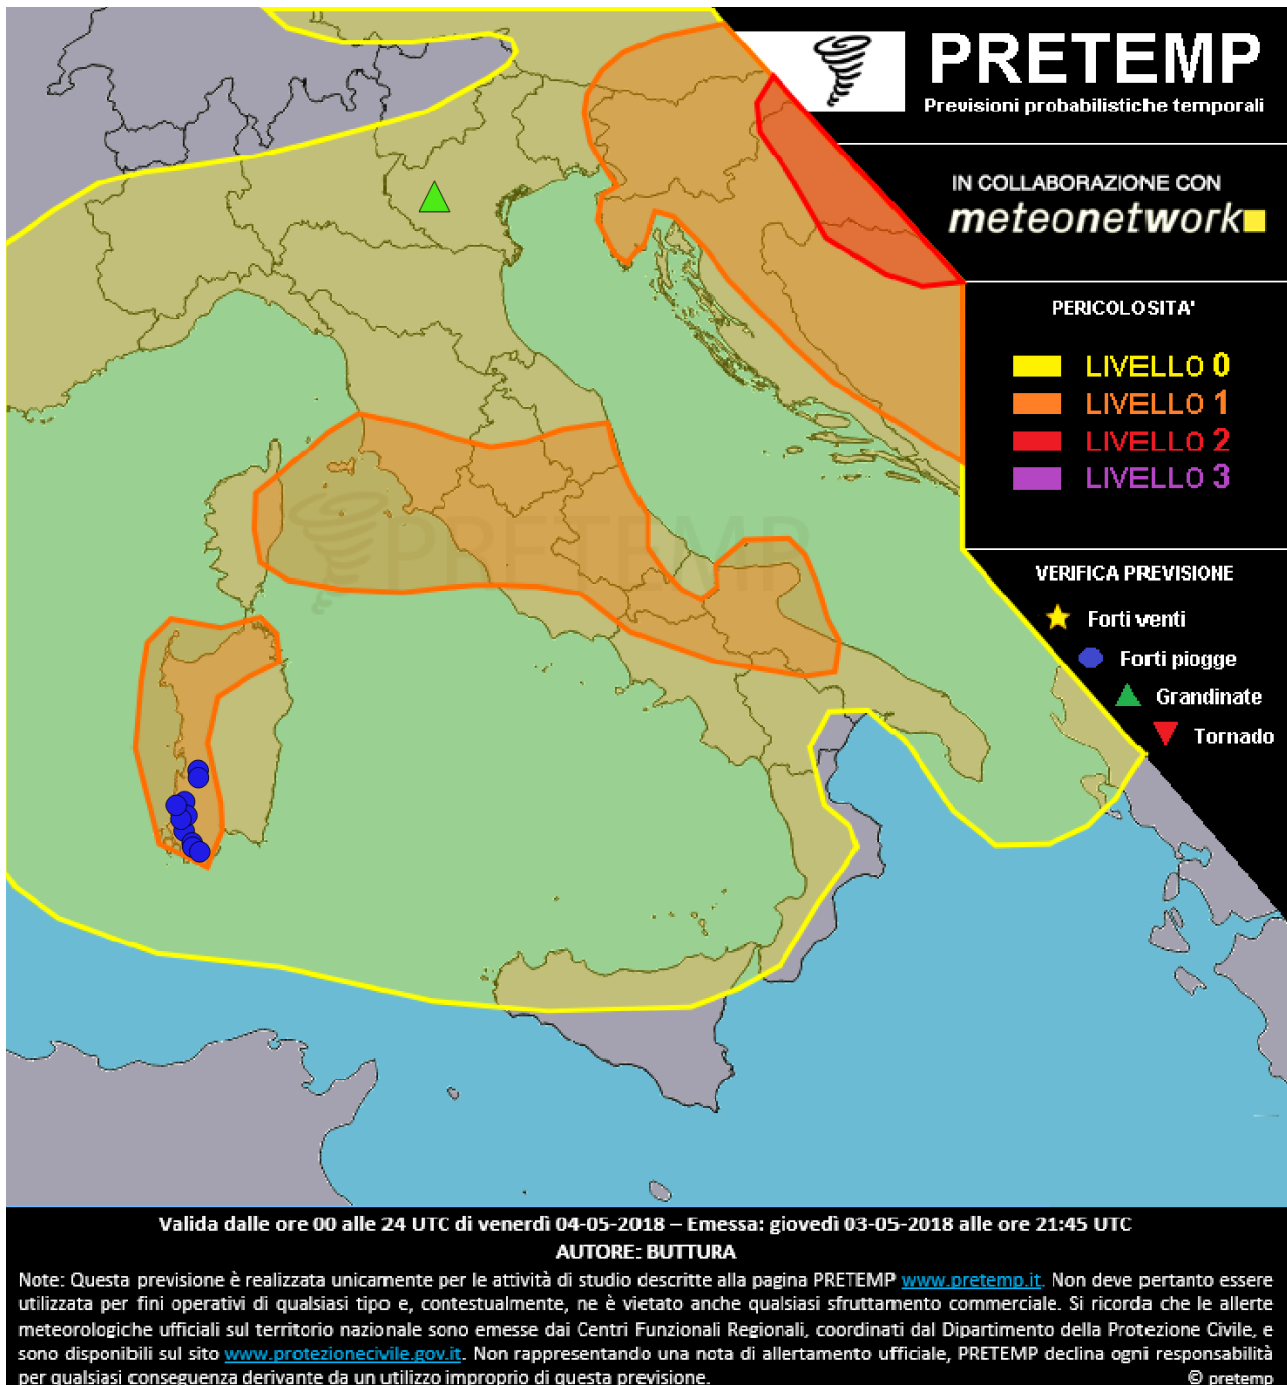 PRETEMP
Previsioni probabilistiche temporali
IN COLLABORAZIONE CON
meteonetwork
PERICOLOSITA'
LIVELLO 0
LIVELLO 1
LIVELLO 2
LIVELLO 3
VERIFICA PREVISIONE
Forti venti
Forti piogge
Grandinate
Tornado
PRETEMP
Valida dalle ore 00 alle 24 UTC di venerdì 04-05-2018 – Emessa: giovedì 03-05-2018 alle ore 21:45 UTC
AUTORE: BUTTURA
Note: Questa previsione è realizzata unicamente per le attività di studio descritte alla pagina PRETEMP www.pretemp.it. Non deve pertanto essere
utilizzata per fini operativi di qualsiasi tipo e, contestualmente, ne è vietato anche qualsiasi sfruttamento commerciale. Si ricorda che le allerte
meteorologiche ufficiali sul territorio nazionale sono emesse dai Centri Funzionali Regionali, coordinati dal Dipartimento della Protezione Civile, e
sono disponibili sul sito www.protezionecivile.gov.it. Non rappresentando una nota di allertamento ufficiale, PRETEMP declina ogni responsabilità
per qualsiasi conseguenza derivante da un utilizzo improprio di questa previsione.
© pretemp